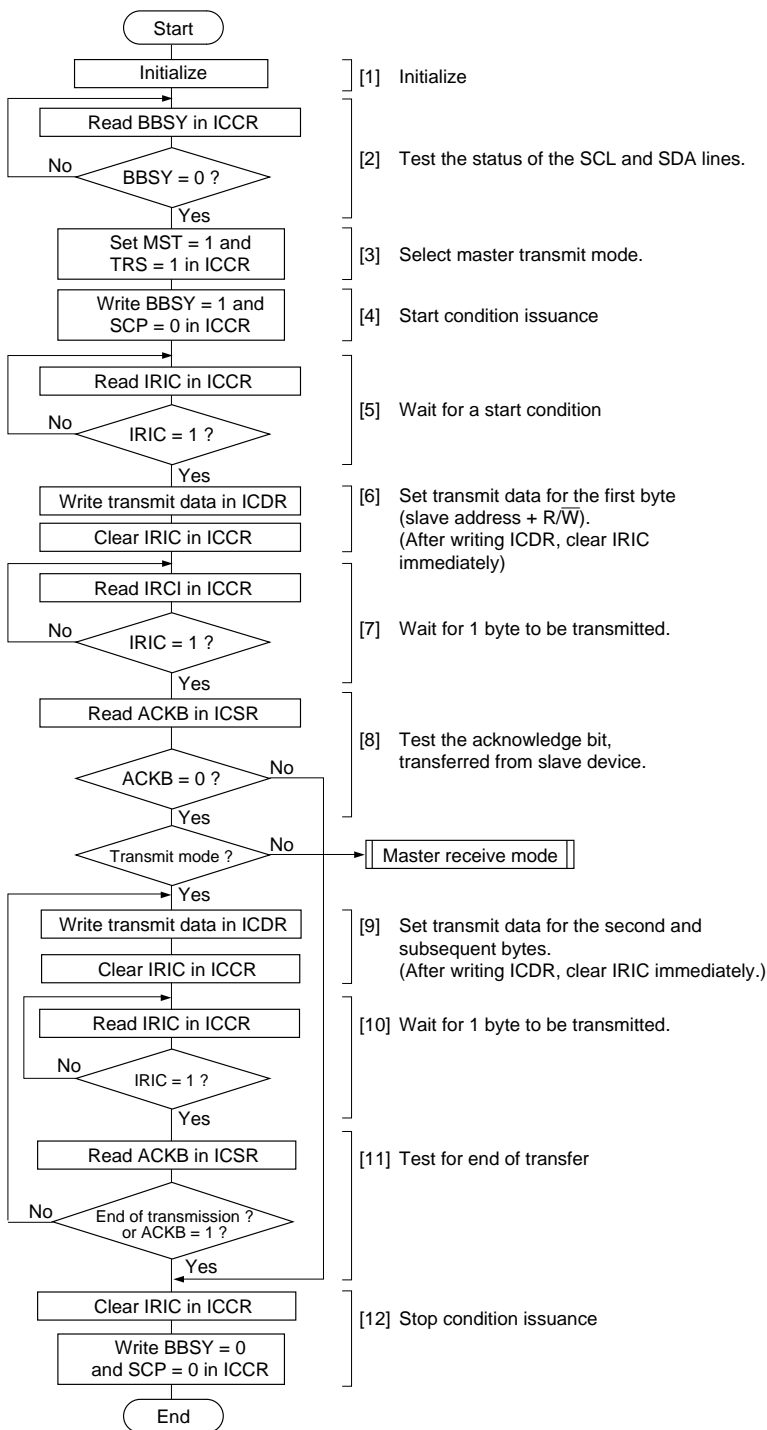 Start
Initialize
[1] Initialize
Read BBSY in ICCR
No
BBSY = 0 ?
[2] Test the status of the SCL and SDA lines.
Yes
Set MST = 1 and
TRS = 1 in ICCR
[3] Select master transmit mode.
Write BBSY = 1 and
SCP = 0 in ICCR
[4] Start condition issuance
Read IRIC in ICCR
No
IRIC = 1 ?
[5] Wait for a start condition
Yes
Write transmit data in ICDR
Clear IRIC in ICCR
[6] Set transmit data for the first byte
(slave address + R/W̅).
(After writing ICDR, clear IRIC
immediately)
Read IRCI in ICCR
No
IRIC = 1 ?
[7] Wait for 1 byte to be transmitted.
Yes
Read ACKB in ICSR
[8] Test the acknowledge bit,
transferred from slave device.
ACKB = 0 ?
No
Yes
Transmit mode ?
No
Master receive mode
Yes
Write transmit data in ICDR
Clear IRIC in ICCR
[9] Set transmit data for the second and
subsequent bytes.
(After writing ICDR, clear IRIC immediately.)
Read IRIC in ICCR
[10] Wait for 1 byte to be transmitted.
No
IRIC = 1 ?
Yes
Read ACKB in ICSR
[11] Test for end of transfer
No
End of transmission ?
or ACKB = 1 ?
Yes
Clear IRIC in ICCR
[12] Stop condition issuance
Write BBSY = 0
and SCP = 0 in ICCR
End